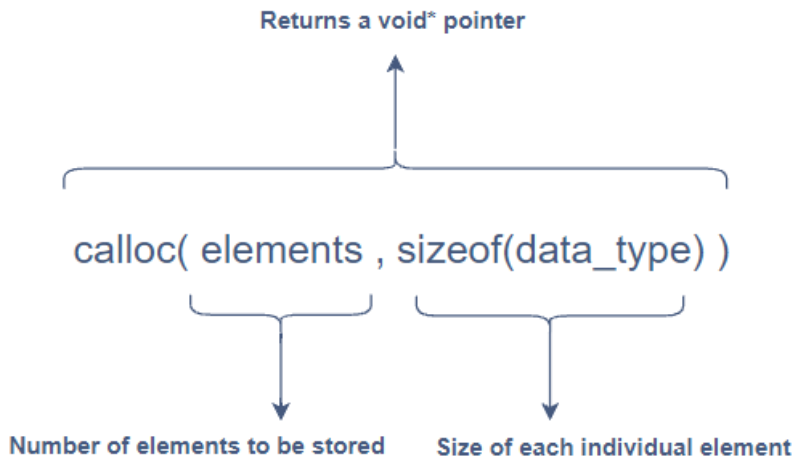 Returns a void* pointer
calloc( elements , sizeof(data_type) )
Number of elements to be stored
Size of each individual element